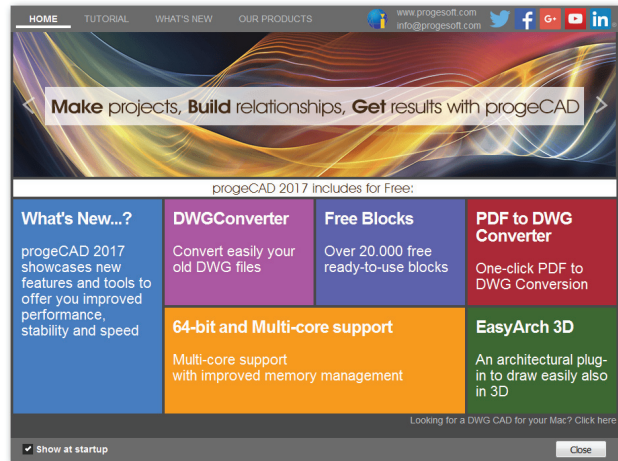 HOME TUTORIAL WHAT'S NEW OUR PRODUCTS
www.progesoft.com
info@progesoft.com
Make projects, Build relationships, Get results with progeCAD
progeCAD 2017 includes for Free:
What's New...?
progeCAD 2017
showcases new
features and tools to
offer you improved
performance,
stability and speed
DWGConverter
Convert easily your
old DWG files
Free Blocks
Over 20.000 free
ready-to-use blocks
PDF to DWG
Converter
One-click PDF to
DWG Conversion
64-bit and Multi-core support
Multi-core support
with improved memory management
EasyArch 3D
An architectural plug-
in to draw easily also
in 3D
Looking for a DWG CAD for your Mac? Click here
Show at startup
Close